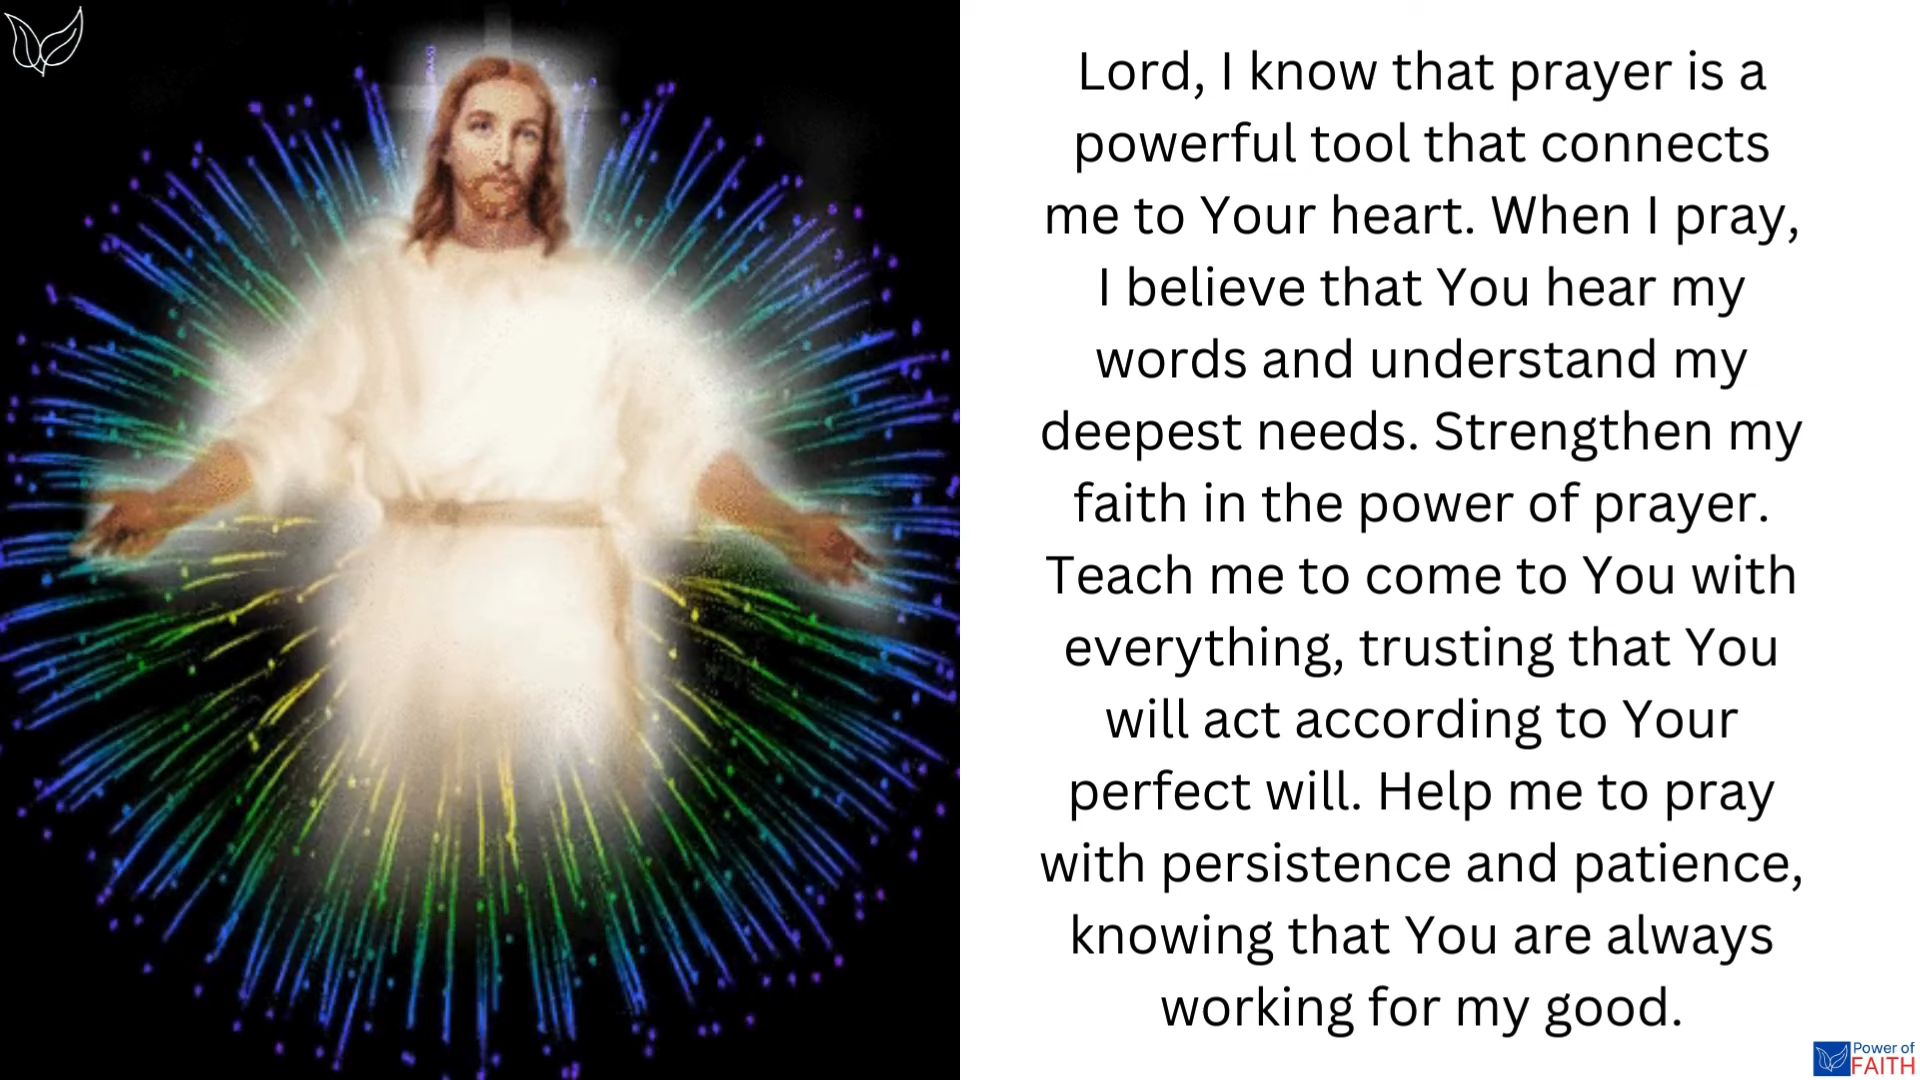 Lord, I know that prayer is a
powerful tool that connects
me to Your heart. When I pray,
I believe that You hear my
words and understand my
deepest needs. Strengthen my
faith in the power of prayer.
Teach me to come to You with
everything, trusting that You
will act according to Your
perfect will. Help me to pray
with persistence and patience,
knowing that You are always
working for my good.
Power of
FAITH